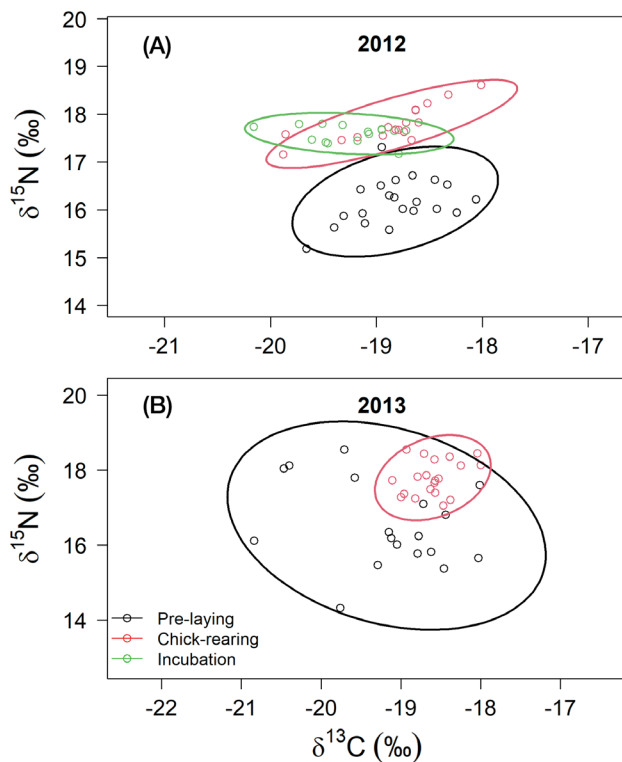 (A)
2012
20
19
18
17
16
15
14
δ¹⁵N (‰)
-21 -20 -19 -18 -17
(B)
2013
20
18
16
14
δ¹⁵N (‰)
Pre-laying
Chick-rearing
Incubation
-22 -21 -20 -19 -18 -17
δ¹³C (‰)